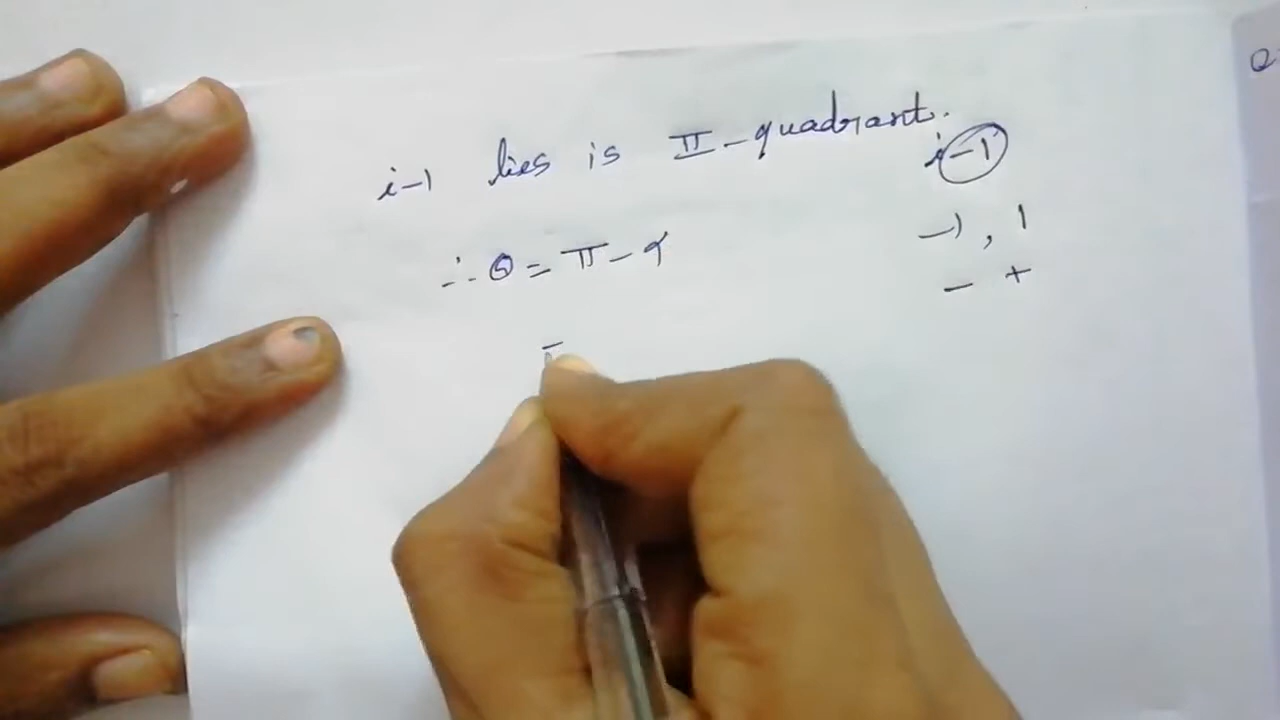 i-1 lies is II-quadrant.
i-1
-1, 1
- +
∴ θ = π - α